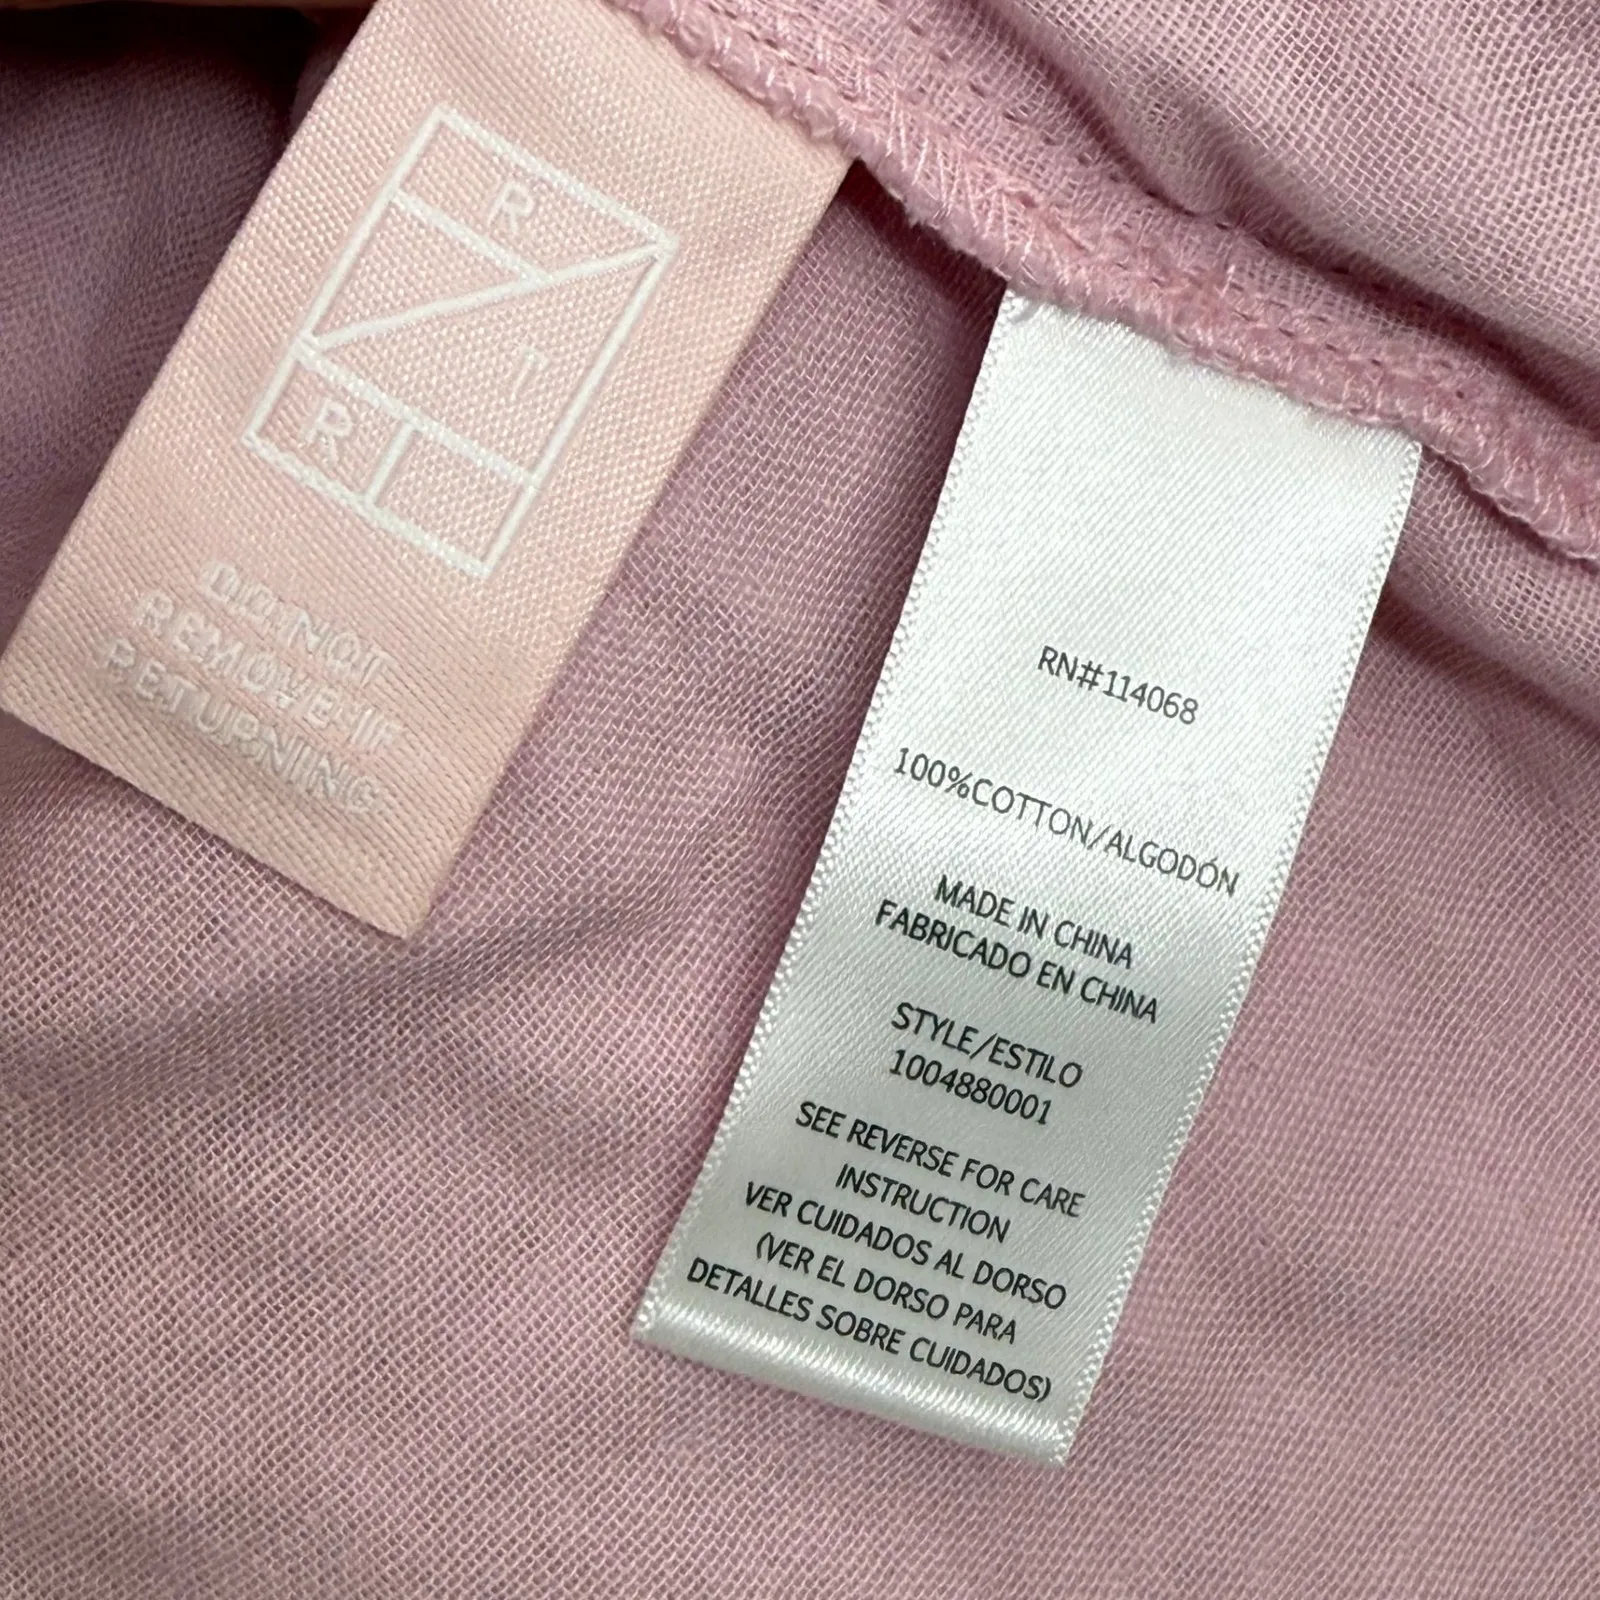 R
T
R
DO NOT
REMOVE IF
RETURNING
RN#114068
100%COTTON/ALGODÓN
MADE IN CHINA
FABRICADO EN CHINA
STYLE/ESTILO
1004880001
SEE REVERSE FOR CARE
INSTRUCTION
VER CUIDADOS AL DORSO
(VER EL DORSO PARA
DETALLES SOBRE CUIDADOS)